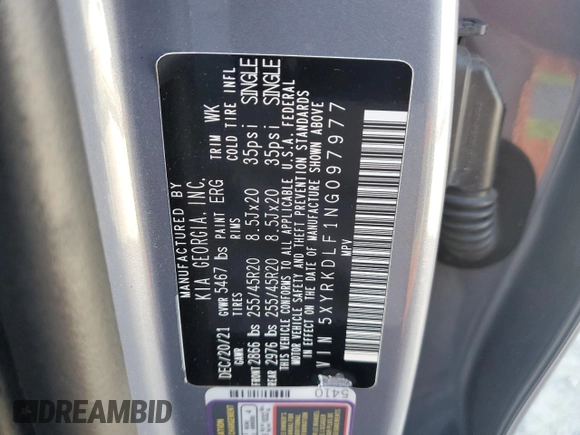 MANUFACTURED BY
KIA GEORGIA, INC.
DEC/20/21 GVWR 5467 lbs PAINT ERG TRIM WK
GAWR TIRES RIMS COLD TIRE INFL
FRONT 2866 lbs 255/45R20 8.5Jx20 35psi SINGLE
REAR 2976 lbs 255/45R20 8.5Jx20 35psi SINGLE
THIS VEHICLE CONFORMS TO ALL APPLICABLE U.S.A. FEDERAL
MOTOR VEHICLE SAFETY AND THEFT PREVENTION STANDARDS
IN EFFECT ON THE DATE OF MANUFACTURE SHOWN ABOVE
VIN 5XYRKDLF1NG097977
MPV
5410
DREAMBID